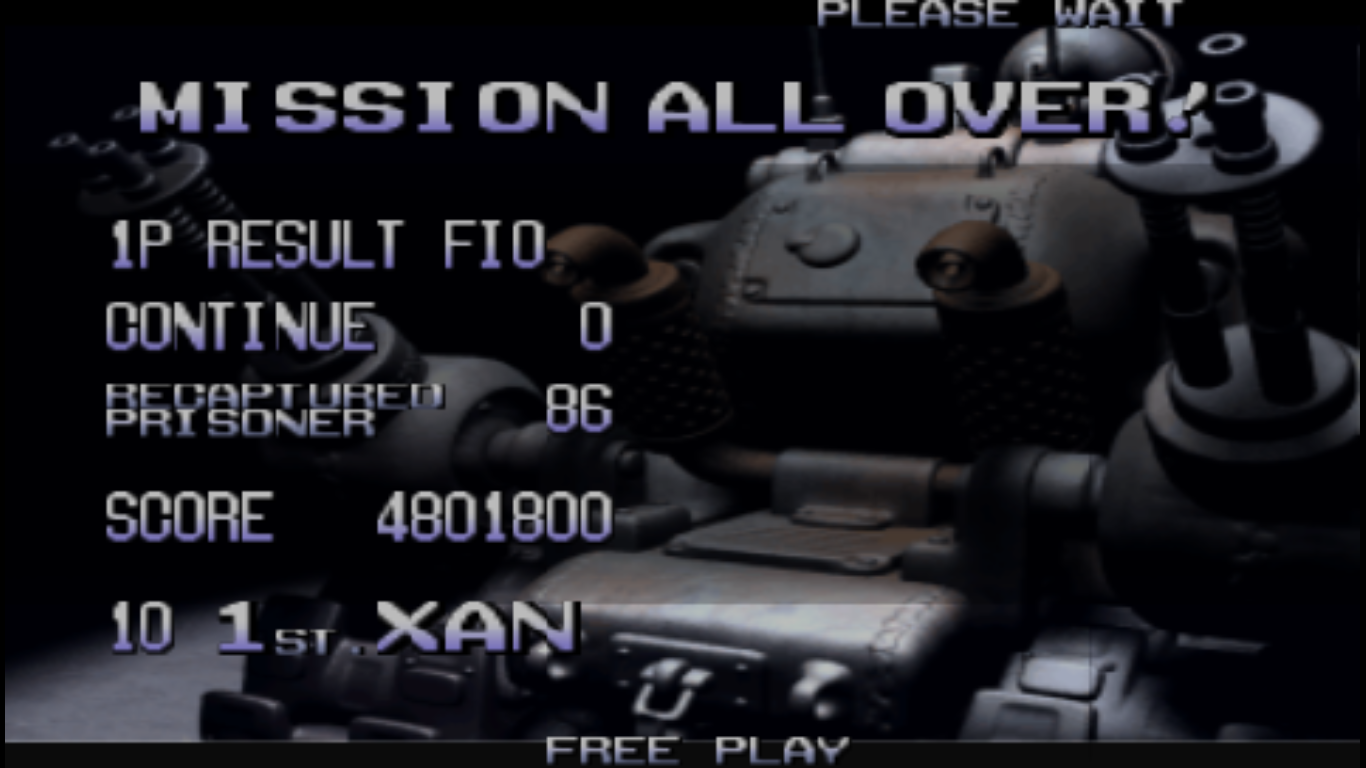 PLEASE WAIT
MISSION ALL OVER!
1P RESULT FIO
CONTINUE 0
RECAPTURED
PRISONER 86
SCORE 4801800
10 1ST.XAN
FREE PLAY